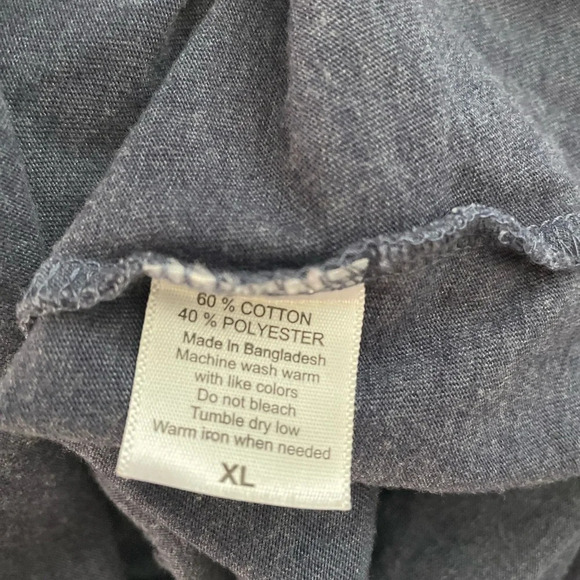 60 % COTTON
40 % POLYESTER
Made In Bangladesh
Machine wash warm
with like colors
Do not bleach
Tumble dry low
Warm iron when needed
XL